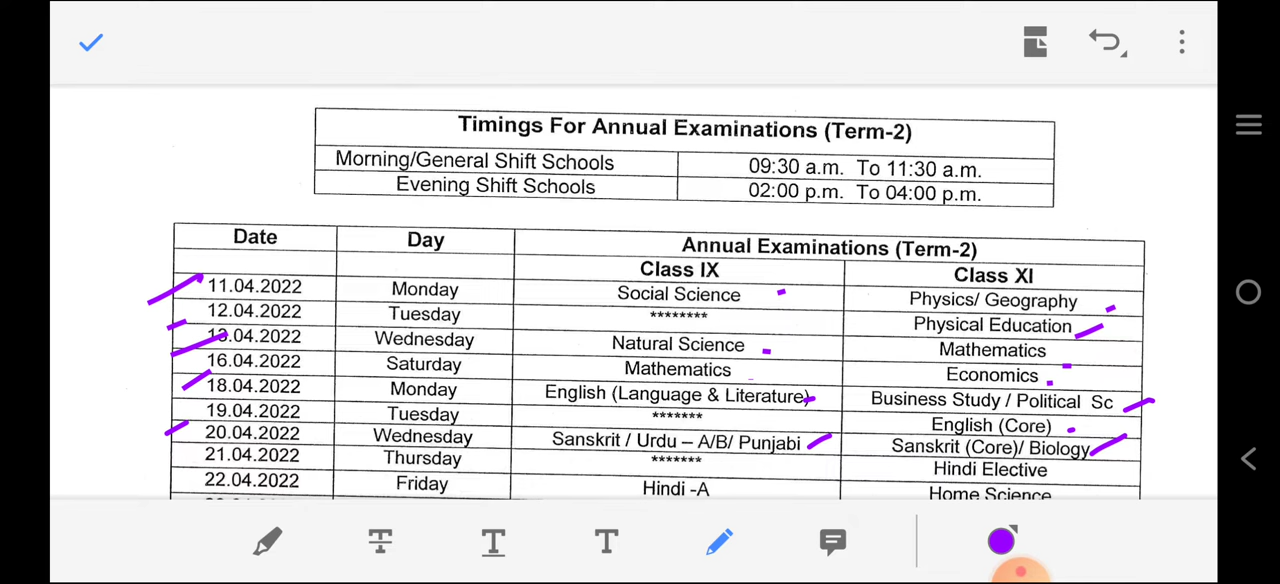 Timings For Annual Examinations (Term-2)
Morning/General Shift Schools 09:30 a.m. To 11:30 a.m.
Evening Shift Schools 02:00 p.m. To 04:00 p.m.
Date Day Annual Examinations (Term-2)
Class IX Class XI
11.04.2022 Monday Social Science Physics/ Geography
12.04.2022 Tuesday ******** Physical Education
13.04.2022 Wednesday Natural Science Mathematics
16.04.2022 Saturday Mathematics Economics
18.04.2022 Monday English (Language & Literature) Business Study / Political Sc
19.04.2022 Tuesday ******* English (Core)
20.04.2022 Wednesday Sanskrit / Urdu – A/B/ Punjabi Sanskrit (Core)/ Biology
21.04.2022 Thursday ******* Hindi Elective
22.04.2022 Friday Hindi -A Home Science